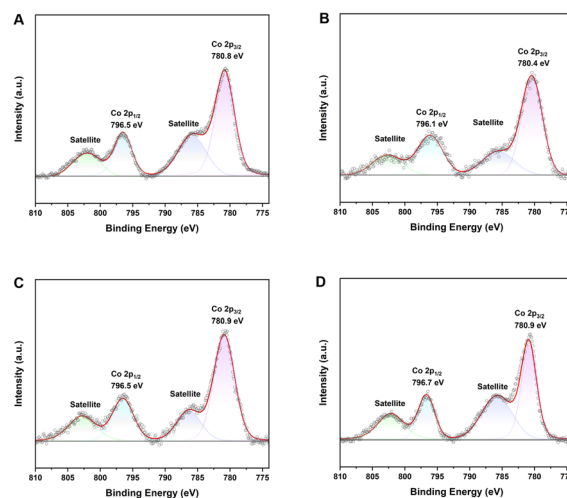 A
Co 2p3/2
780.8 eV
Co 2p1/2
796.5 eV
Satellite
Satellite
Intensity (a.u.)
810 805 800 795 790 785 780 775
Binding Energy (eV)
B
Co 2p3/2
780.4 eV
Co 2p1/2
796.1 eV
Satellite
Satellite
Intensity (a.u.)
810 805 800 795 790 785 780 775
Binding Energy (eV)
C
Co 2p3/2
780.9 eV
Co 2p1/2
796.5 eV
Satellite
Satellite
Intensity (a.u.)
810 805 800 795 790 785 780 775
Binding Energy (eV)
D
Co 2p3/2
780.9 eV
Co 2p1/2
796.7 eV
Satellite
Satellite
Intensity (a.u.)
810 805 800 795 790 785 780 775
Binding Energy (eV)